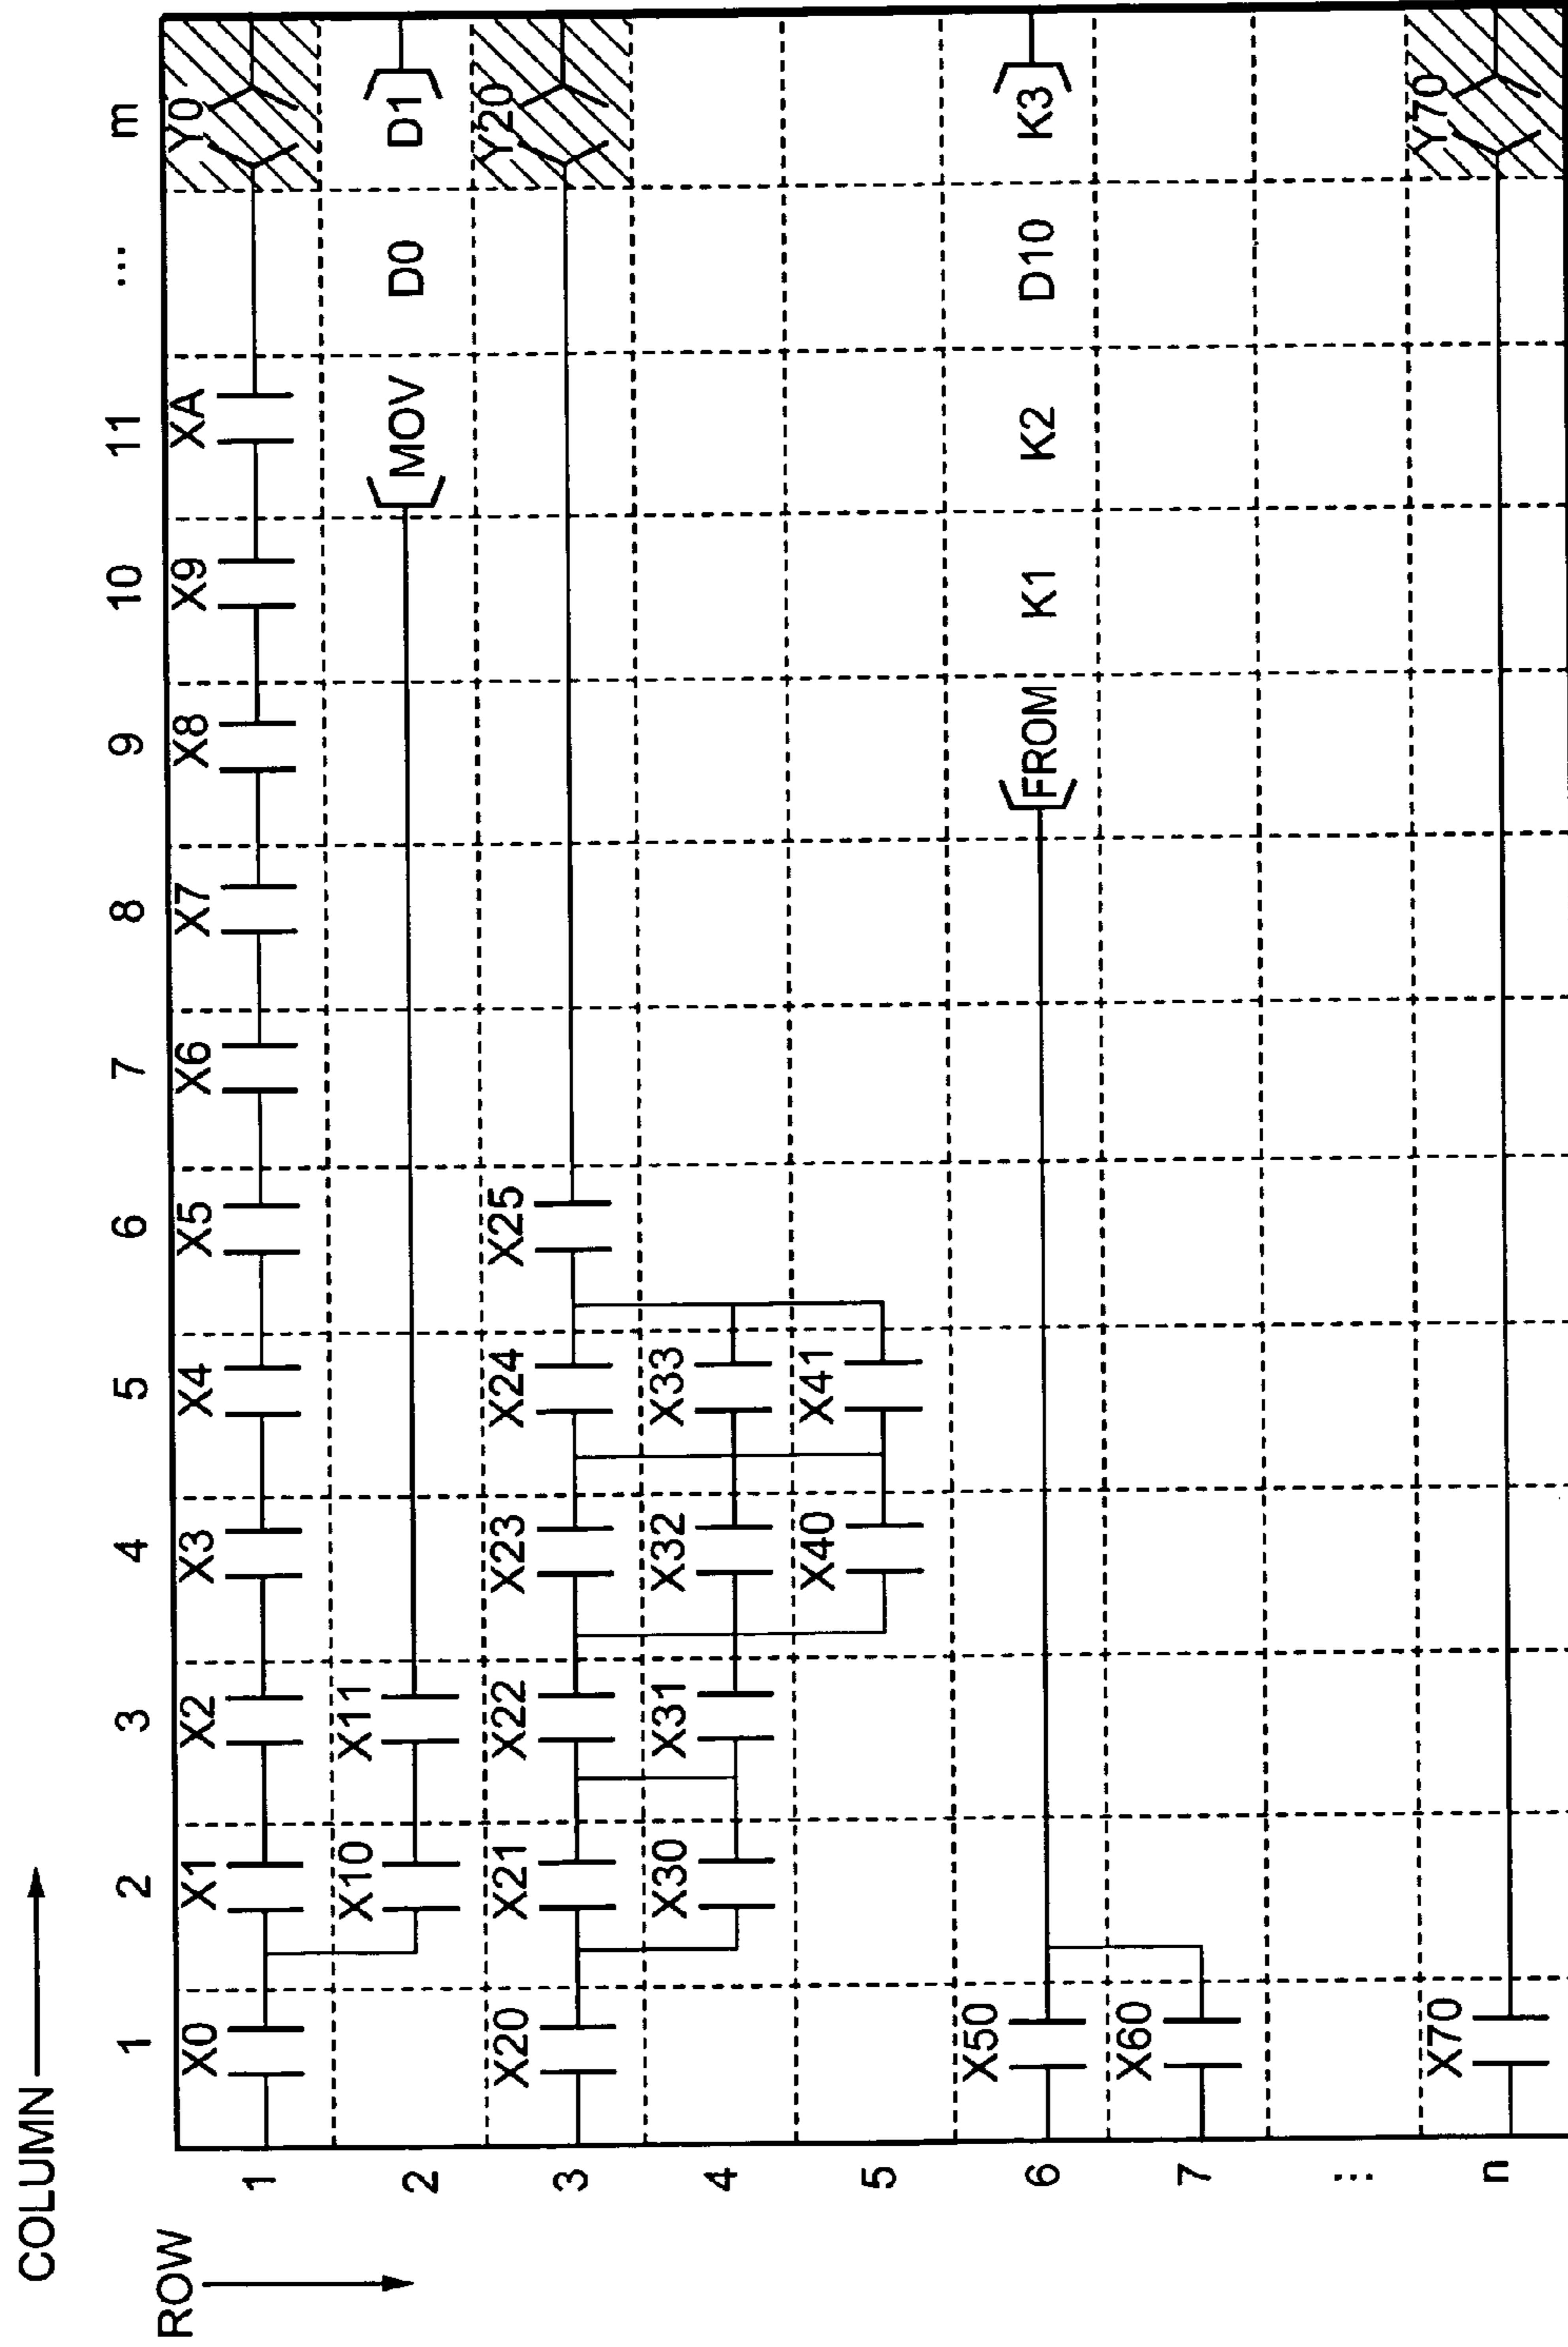 COLUMN
ROW
1 2 3 4 5 6 7 8 9 10 11 ... m
1 X0 X1 X2 X3 X4 X5 X6 X7 X8 X9 XA Y0
2 X10 X11 MOV D0 D1
3 X20 X21 X22 X23 X24 X25 Y20
4 X30 X31 X32 X33
5 X40 X41
6 X50 FROM K1 K2 D10 K3
7 X60
...
n X70 Y70